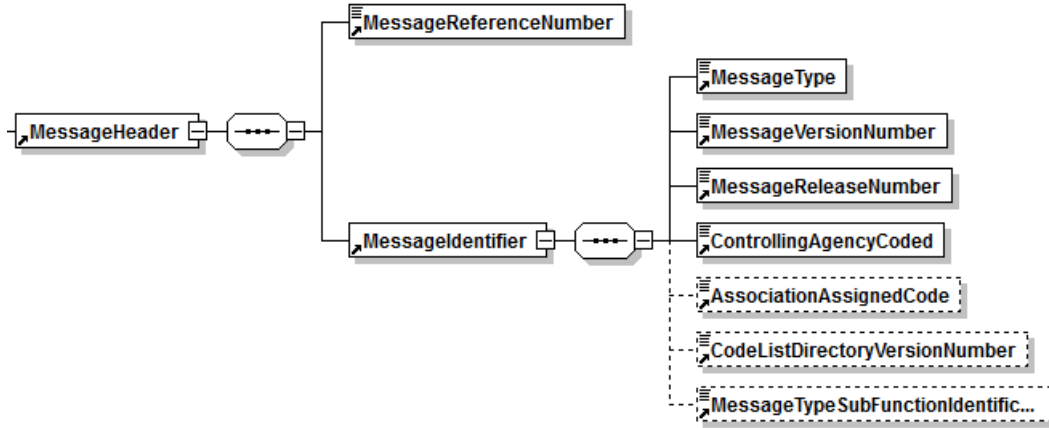 MessageReferenceNumber
MessageType
MessageHeader
MessageVersionNumber
MessageReleaseNumber
MessageIdentifier
ControllingAgencyCoded
AssociationAssignedCode
CodeListDirectoryVersionNumber
MessageTypeSubFunctionIdentific...